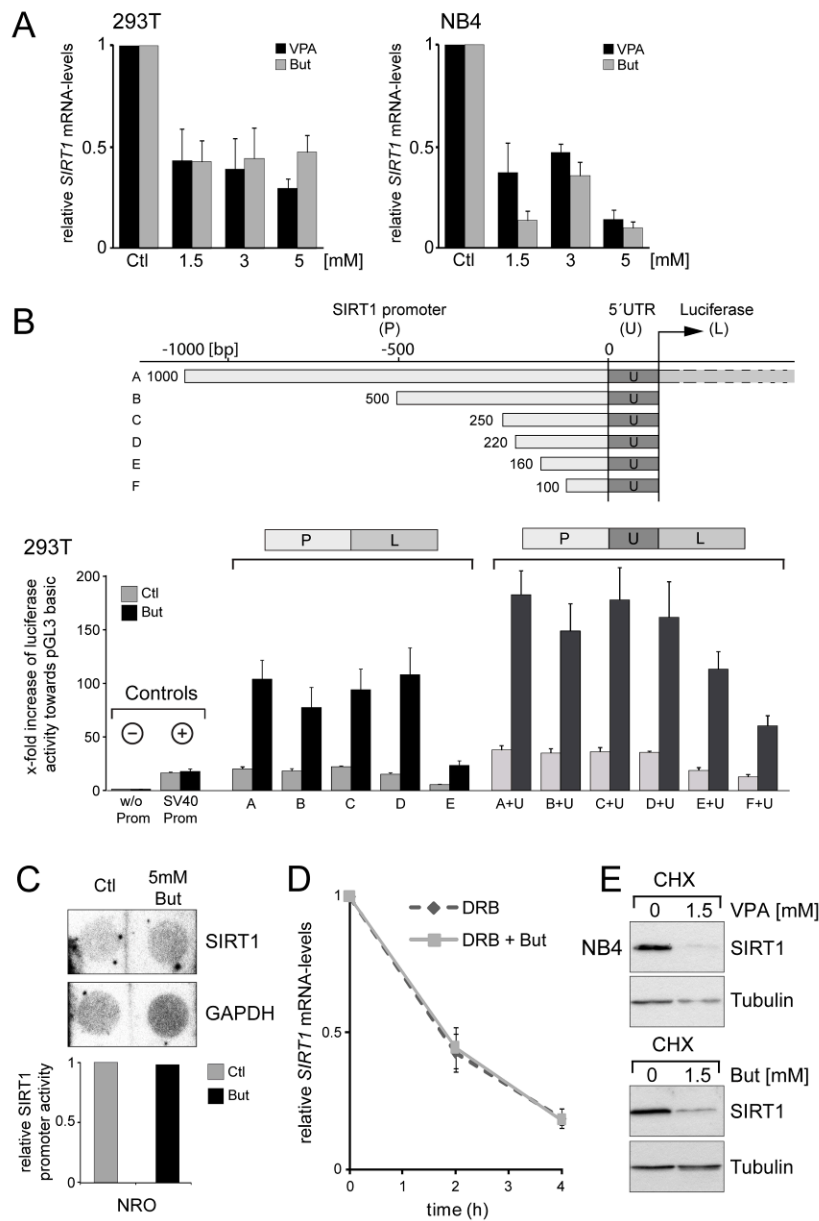 A
293T
VPA
But
relative SIRT1 mRNA-levels
1
0.5
0
Ctl 1.5 3 5 [mM]
NB4
VPA
But
relative SIRT1 mRNA-levels
1
0.5
0
Ctl 1.5 3 5 [mM]
B
SIRT1 promoter
(P)
5´UTR
(U)
Luciferase
(L)
-1000 [bp] -500 0
A 1000 U
B 500 U
C 250 U
D 220 U
E 160 U
F 100 U
293T
P L
P U L
Ctl
But
x-fold increase of luciferase
activity towards pGL3 basic
200
150
100
50
0
Controls
− +
w/o
Prom
SV40
Prom
A B C D E
A+U B+U C+U D+U E+U F+U
C
Ctl
5mM
But
SIRT1
GAPDH
relative SIRT1
promoter activity
1
0.5
0
Ctl
But
NRO
D
DRB
DRB + But
relative SIRT1 mRNA-levels
1
0.5
0
0 1 2 3 4
time (h)
E
CHX
0 1.5 VPA [mM]
NB4
SIRT1
Tubulin
CHX
0 1.5 But [mM]
SIRT1
Tubulin